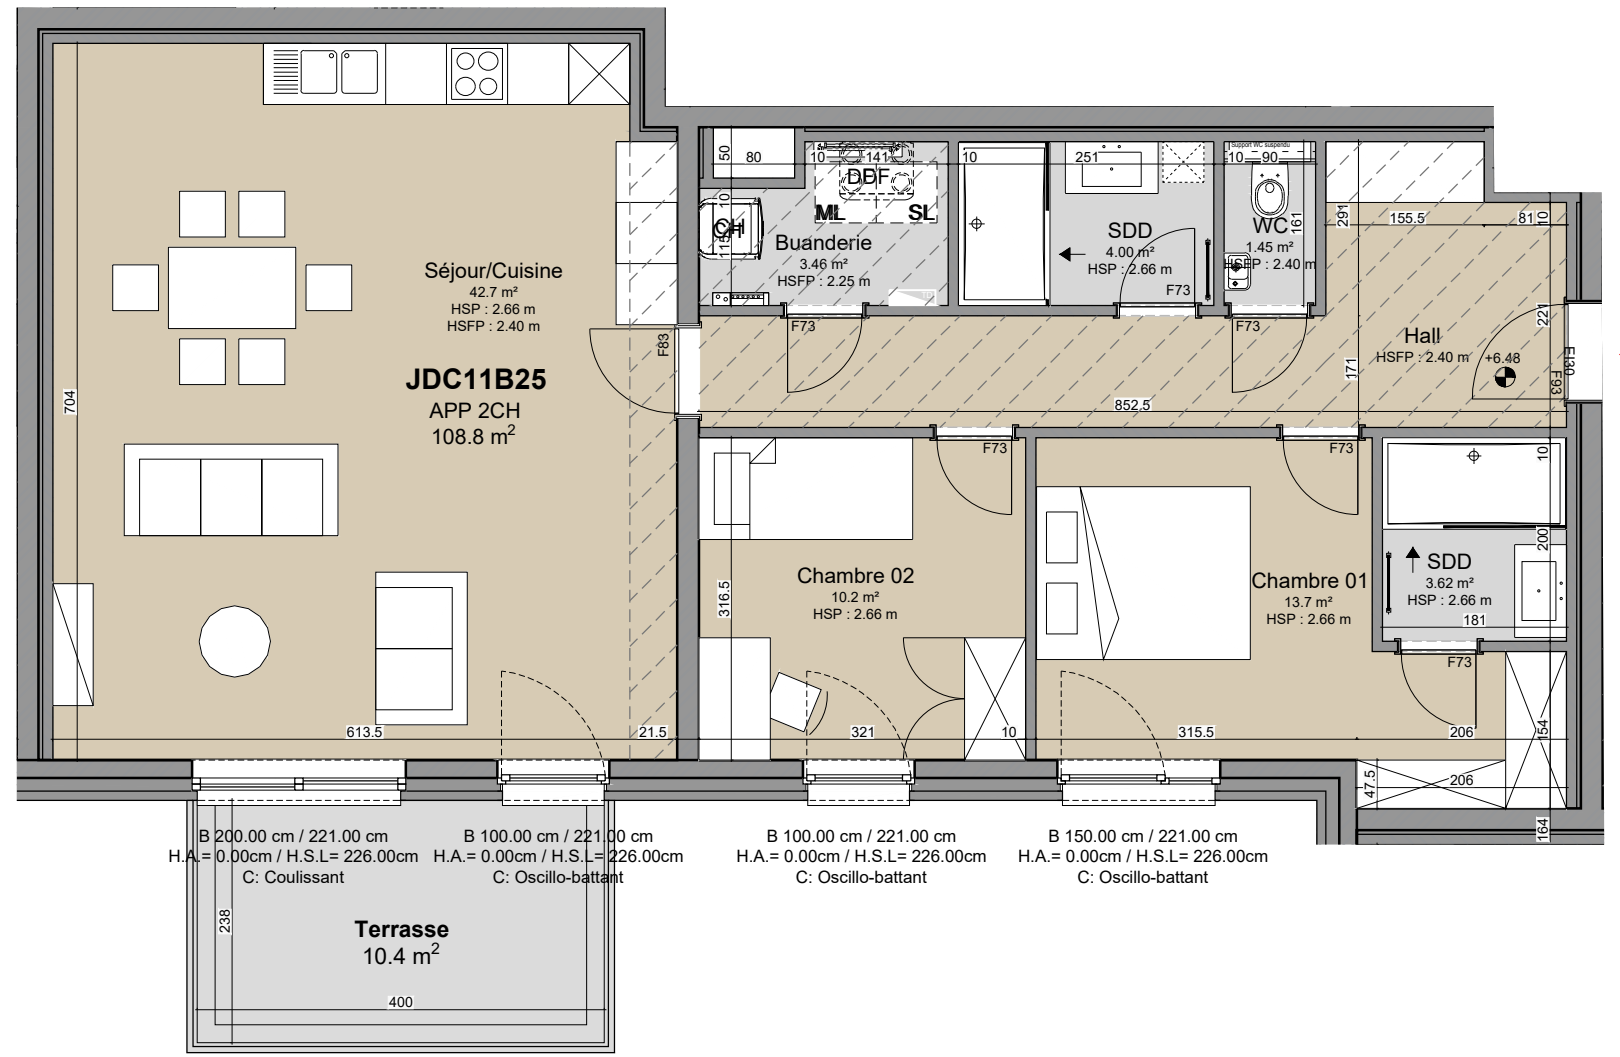 50
80
10
141
10
251
10
90
Support WC suspendu
DDF
ML
SL
10
CH
115
Buanderie
3.46 m²
HSFP : 2.25 m
SDD
4.00 m²
HSP : 2.66 m
F73
WC
1.45 m²
HSFP : 2.40 m
161
291
155.5
81
10
Séjour/Cuisine
42.7 m²
HSP : 2.66 m
HSFP : 2.40 m
F83
F73
F73
Hall
HSFP : 2.40 m
+6.48
221
EI30
F93
171
JDC11B25
APP 2CH
108.8 m²
704
852.5
F73
F73
10
200
Chambre 02
10.2 m²
HSP : 2.66 m
316.5
Chambre 01
13.7 m²
HSP : 2.66 m
SDD
3.62 m²
HSP : 2.66 m
181
F73
613.5
21.5
321
10
315.5
206
154
47.5
206
164
B 200.00 cm / 221.00 cm
H.A.= 0.00cm / H.S.L= 226.00cm
C: Coulissant
B 100.00 cm / 221.00 cm
H.A.= 0.00cm / H.S.L= 226.00cm
C: Oscillo-battant
B 100.00 cm / 221.00 cm
H.A.= 0.00cm / H.S.L= 226.00cm
C: Oscillo-battant
B 150.00 cm / 221.00 cm
H.A.= 0.00cm / H.S.L= 226.00cm
C: Oscillo-battant
238
Terrasse
10.4 m²
400